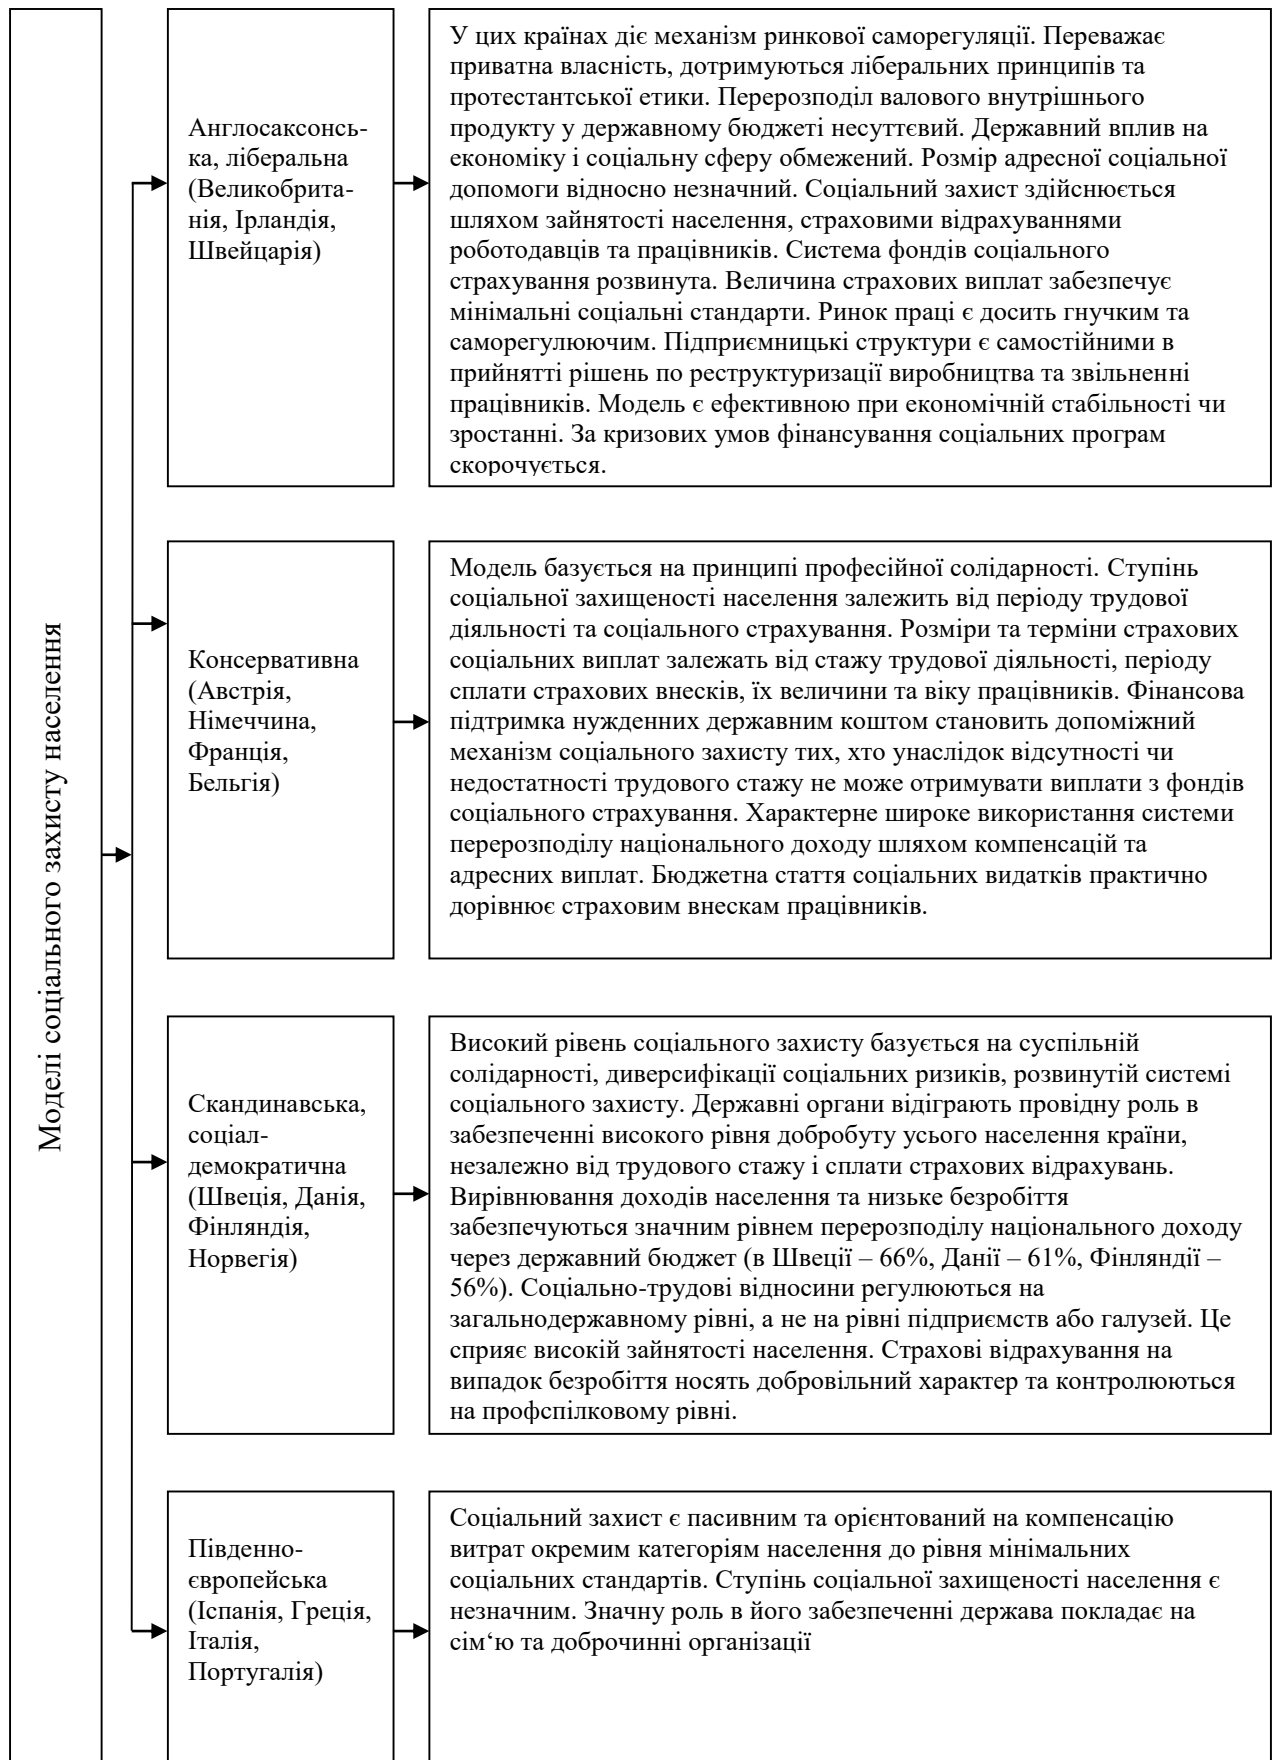 Моделі соціального захисту населення
Англосаксонсь-
ка, ліберальна
(Великобрита-
нія, Ірландія,
Швейцарія)
У цих країнах діє механізм ринкової саморегуляції. Переважає
приватна власність, дотримуються ліберальних принципів та
протестантської етики. Перерозподіл валового внутрішнього
продукту у державному бюджеті несуттєвий. Державний вплив на
економіку і соціальну сферу обмежений. Розмір адресної соціальної
допомоги відносно незначний. Соціальний захист здійснюється
шляхом зайнятості населення, страховими відрахуваннями
роботодавців та працівників. Система фондів соціального
страхування розвинута. Величина страхових виплат забезпечує
мінімальні соціальні стандарти. Ринок праці є досить гнучким та
саморегулюючим. Підприємницькі структури є самостійними в
прийнятті рішень по реструктуризації виробництва та звільненні
працівників. Модель є ефективною при економічній стабільності чи
зростанні. За кризових умов фінансування соціальних програм
скорочується.
Консервативна
(Австрія,
Німеччина,
Франція,
Бельгія)
Модель базується на принципі професійної солідарності. Ступінь
соціальної захищеності населення залежить від періоду трудової
діяльності та соціального страхування. Розміри та терміни страхових
соціальних виплат залежать від стажу трудової діяльності, періоду
сплати страхових внесків, їх величини та віку працівників. Фінансова
підтримка нужденних державним коштом становить допоміжний
механізм соціального захисту тих, хто унаслідок відсутності чи
недостатності трудового стажу не може отримувати виплати з фондів
соціального страхування. Характерне широке використання системи
перерозподілу національного доходу шляхом компенсацій та
адресних виплат. Бюджетна стаття соціальних видатків практично
дорівнює страховим внескам працівників.
Скандинавська,
соціал-
демократична
(Швеція, Данія,
Фінляндія,
Норвегія)
Високий рівень соціального захисту базується на суспільній
солідарності, диверсифікації соціальних ризиків, розвинутій системі
соціального захисту. Державні органи відіграють провідну роль в
забезпеченні високого рівня добробуту усього населення країни,
незалежно від трудового стажу і сплати страхових відрахувань.
Вирівнювання доходів населення та низьке безробіття
забезпечуються значним рівнем перерозподілу національного доходу
через державний бюджет (в Швеції – 66%, Данії – 61%, Фінляндії –
56%). Соціально-трудові відносини регулюються на
загальнодержавному рівні, а не на рівні підприємств або галузей. Це
сприяє високій зайнятості населення. Страхові відрахування на
випадок безробіття носять добровільний характер та контролюються
на профспілковому рівні.
Південно-
європейська
(Іспанія, Греція,
Італія,
Португалія)
Соціальний захист є пасивним та орієнтований на компенсацію
витрат окремим категоріям населення до рівня мінімальних
соціальних стандартів. Ступінь соціальної захищеності населення є
незначним. Значну роль в його забезпеченні держава покладає на
сім‘ю та доброчинні організації